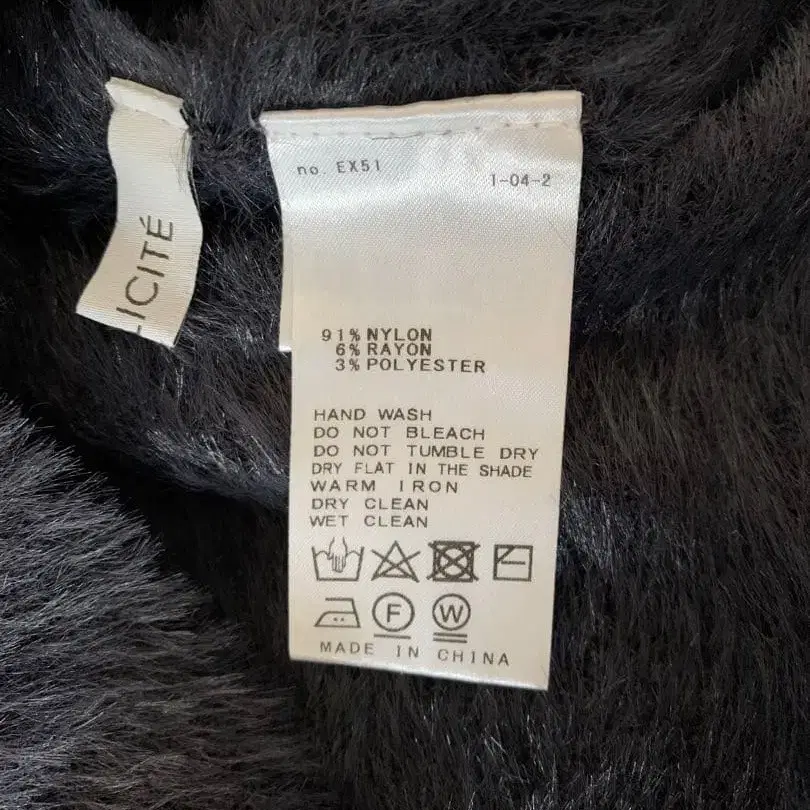 LICITÉ
no. EX51
1-04-2
91% NYLON
6% RAYON
3% POLYESTER
HAND WASH
DO NOT BLEACH
DO NOT TUMBLE DRY
DRY FLAT IN THE SHADE
WARM IRON
DRY CLEAN
WET CLEAN
F W
MADE IN CHINA